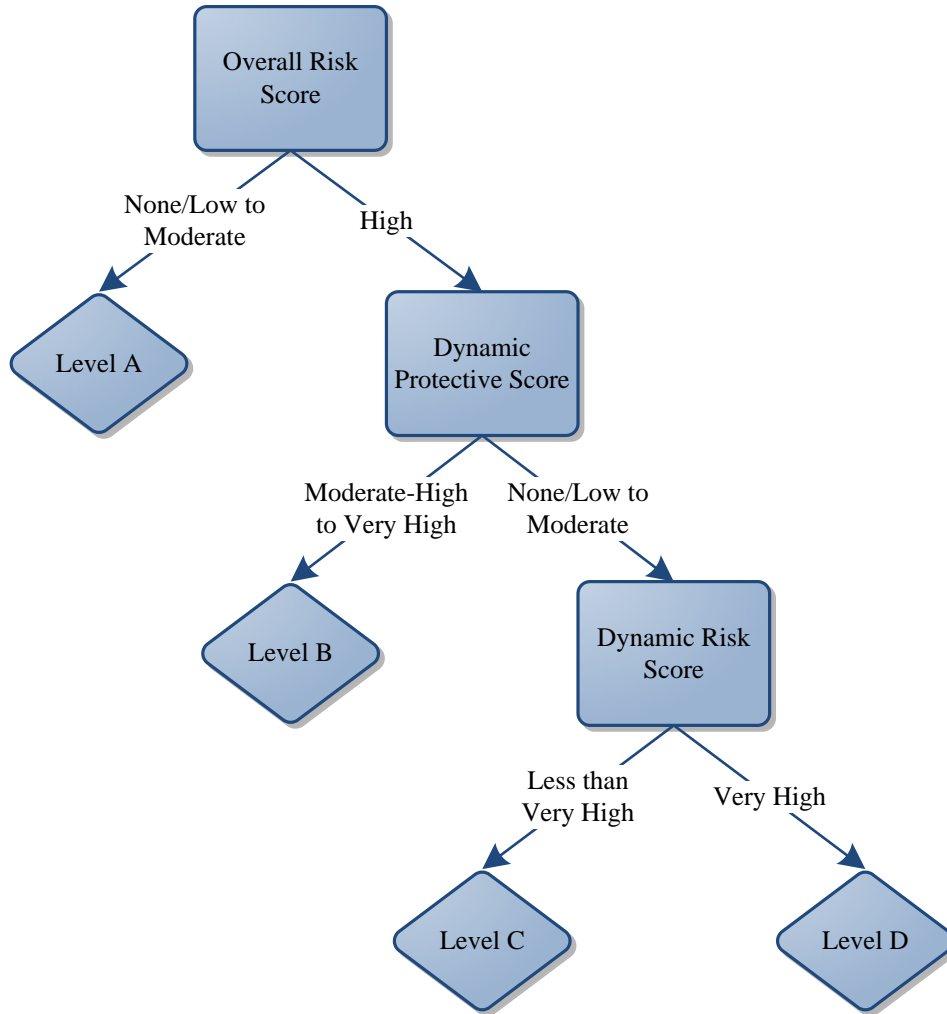 Overall Risk
Score
None/Low to
Moderate
High
Level A
Dynamic
Protective Score
Moderate-High
to Very High
None/Low to
Moderate
Level B
Dynamic Risk
Score
Less than
Very High
Very High
Level C
Level D